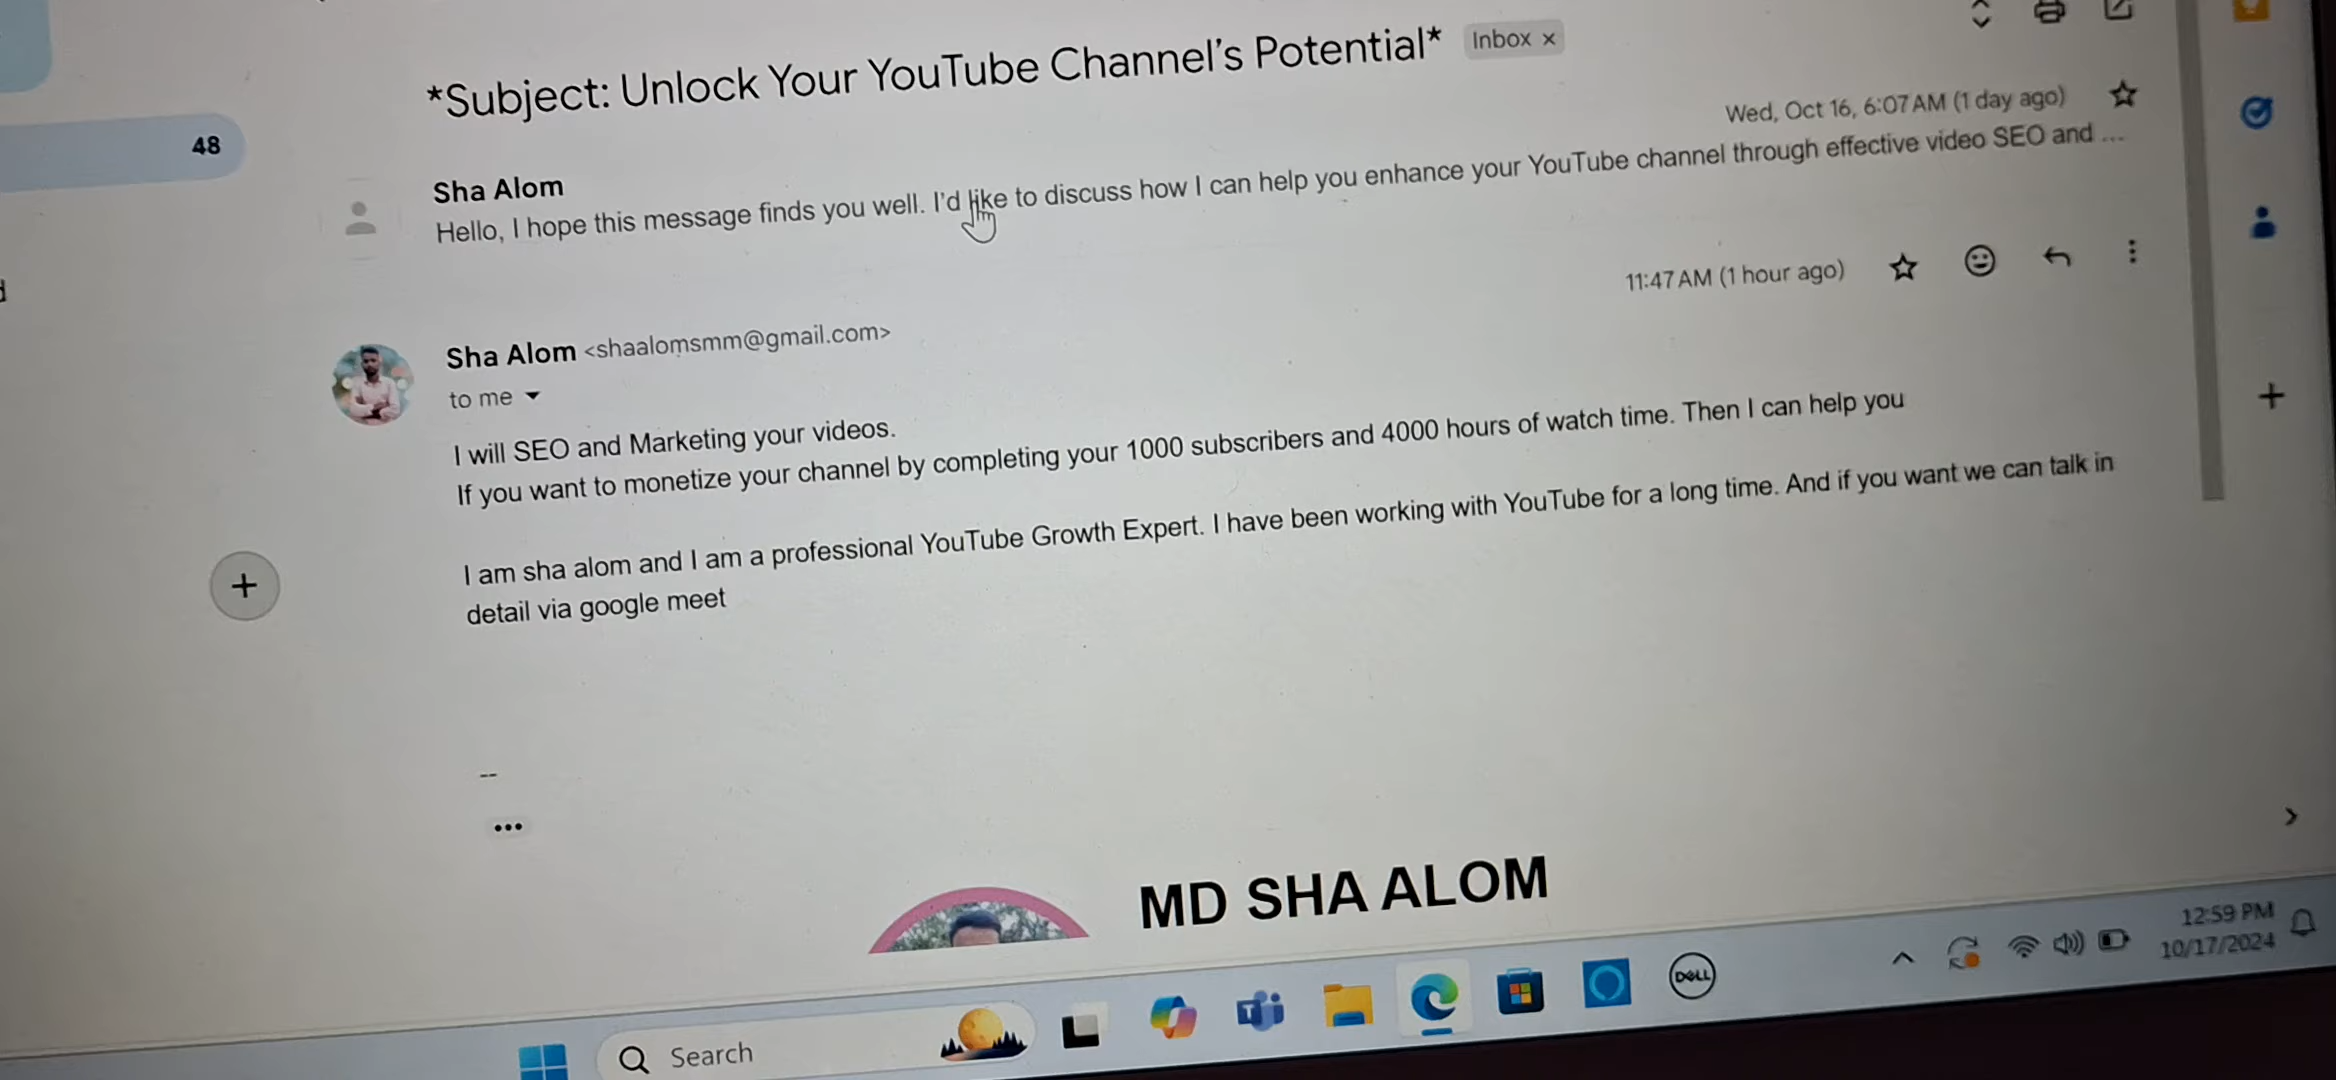 *Subject: Unlock Your YouTube Channel's Potential*
Inbox ×
Wed, Oct 16, 6:07 AM (1 day ago)
48
Sha Alom
Hello, I hope this message finds you well. I'd like to discuss how I can help you enhance your YouTube channel through effective video SEO and ...
11:47 AM (1 hour ago)
Sha Alom <shaalomsmm@gmail.com>
to me
I will SEO and Marketing your videos.
If you want to monetize your channel by completing your 1000 subscribers and 4000 hours of watch time. Then I can help you
I am sha alom and I am a professional YouTube Growth Expert. I have been working with YouTube for a long time. And if you want we can talk in
detail via google meet
--
MD SHA ALOM
12:59 PM
10/17/2024
Search
DELL